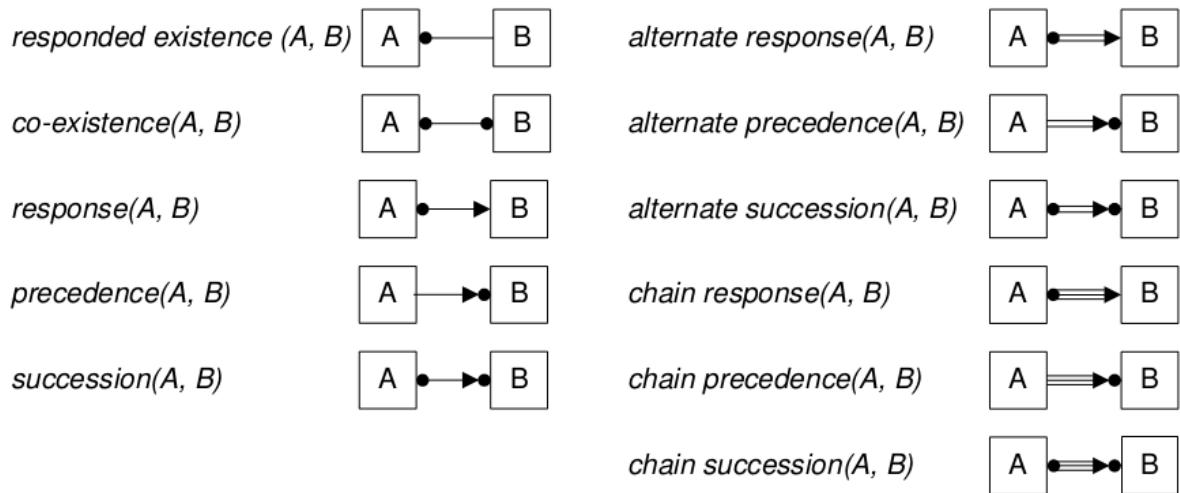 responded existence (A, B) A B
co-existence(A, B) A B
response(A, B) A B
precedence(A, B) A B
succession(A, B) A B
alternate response(A, B) A B
alternate precedence(A, B) A B
alternate succession(A, B) A B
chain response(A, B) A B
chain precedence(A, B) A B
chain succession(A, B) A B